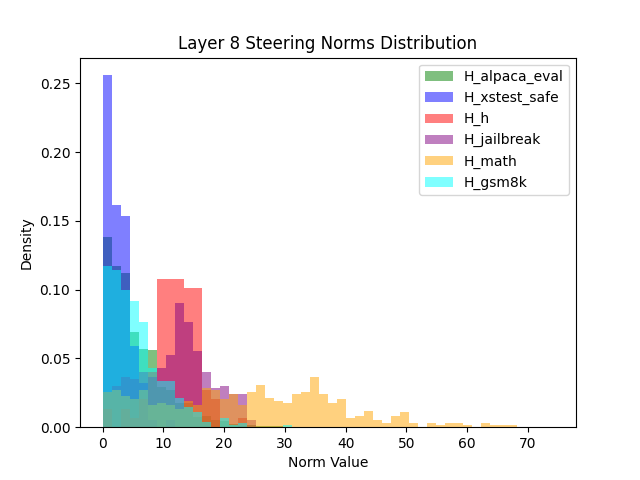 Layer 8 Steering Norms Distribution
H_alpaca_eval
H_xstest_safe
H_h
H_jailbreak
H_math
H_gsm8k
0.25
0.20
0.15
0.10
0.05
0.00
Density
0 10 20 30 40 50 60 70
Norm Value